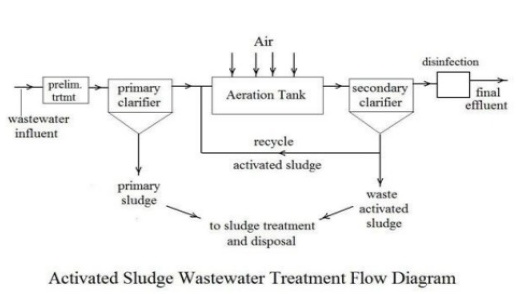 Air
disinfection
prelim.
trtmt
primary
clarifier
Aeration Tank
secondary
clarifier
final
effluent
wastewater
influent
recycle
activated sludge
primary
sludge
waste
activated
sludge
to sludge treatment
and disposal
Activated Sludge Wastewater Treatment Flow Diagram